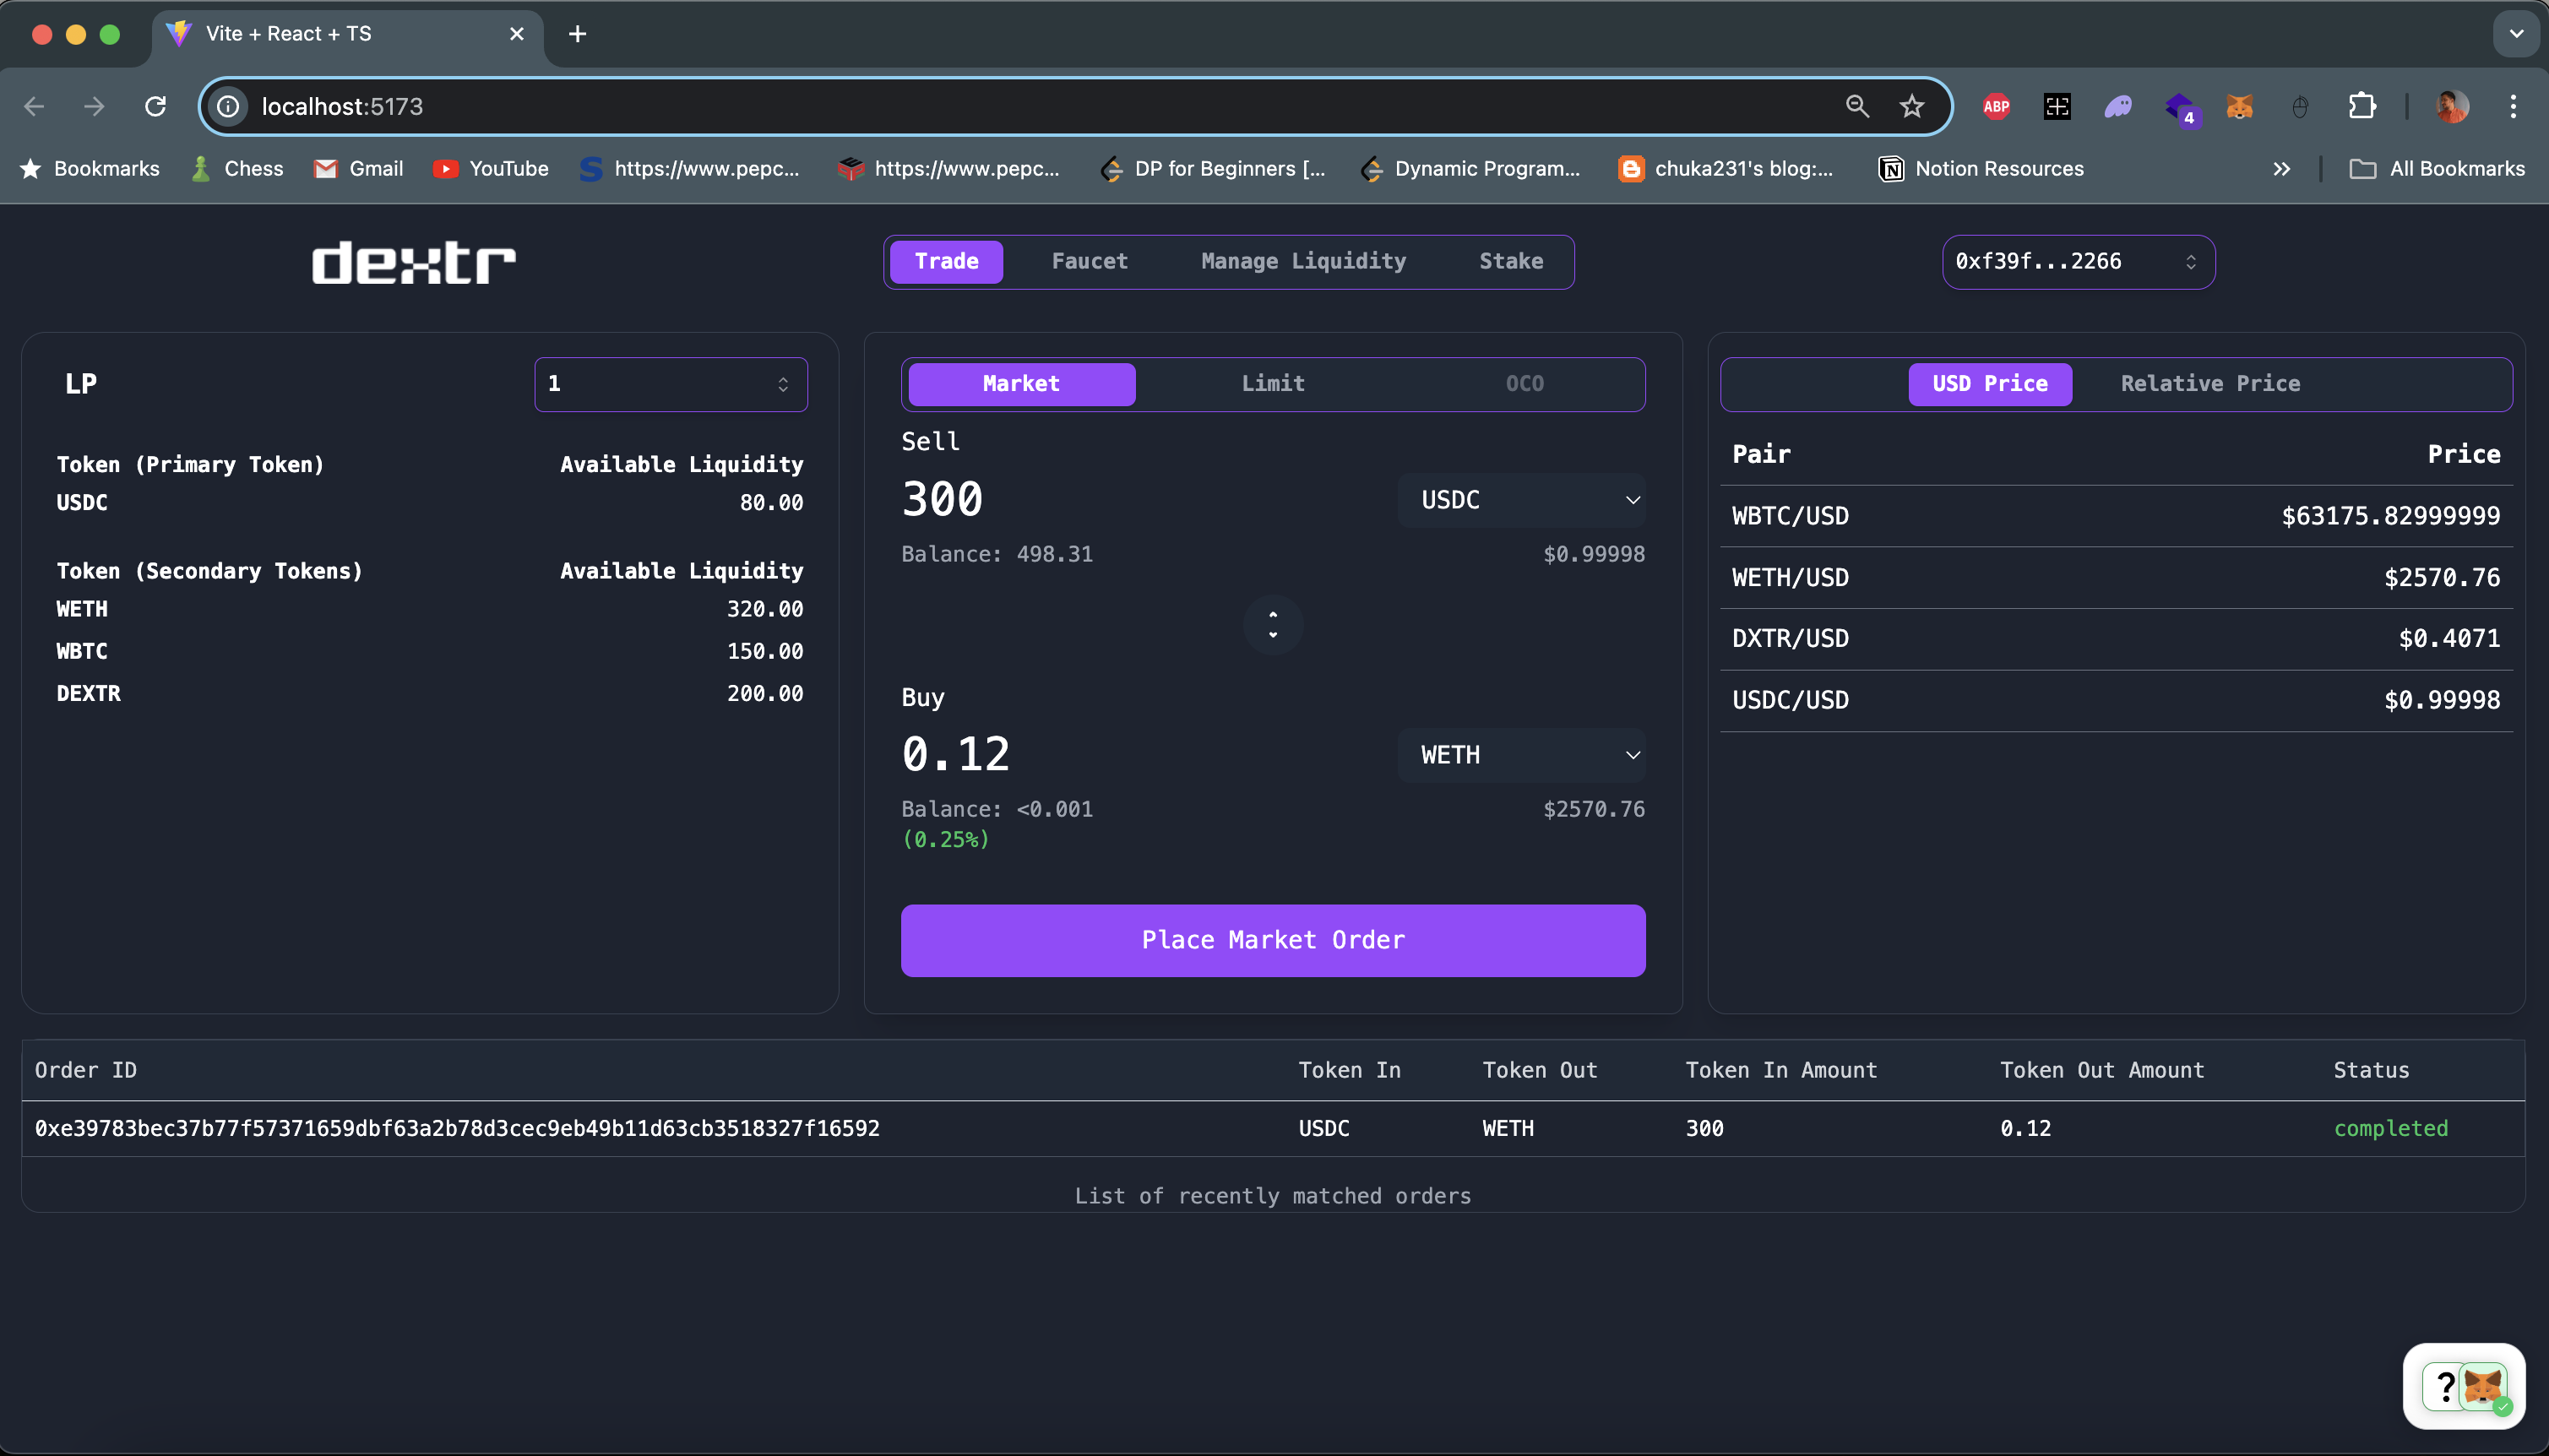 Vite + React + TS
localhost:5173
ABP
4
Bookmarks
Chess
Gmail
YouTube
https://www.pepc...
https://www.pepc...
DP for Beginners [...
Dynamic Program...
chuka231's blog:...
Notion Resources
All Bookmarks
dextr
Trade
Faucet
Manage Liquidity
Stake
0xf39f...2266
LP
1
Token (Primary Token) Available Liquidity
USDC 80.00
Token (Secondary Tokens) Available Liquidity
WETH 320.00
WBTC 150.00
DEXTR 200.00
Market
Limit
OCO
Sell
300
USDC
Balance: 498.31
$0.99998
Buy
0.12
WETH
Balance: <0.001
$2570.76
(0.25%)
Place Market Order
USD Price
Relative Price
Pair Price
WBTC/USD $63175.82999999
WETH/USD $2570.76
DXTR/USD $0.4071
USDC/USD $0.99998
Order ID Token In Token Out Token In Amount Token Out Amount Status
0xe39783bec37b77f57371659dbf63a2b78d3cec9eb49b11d63cb3518327f16592 USDC WETH 300 0.12 completed
List of recently matched orders
?